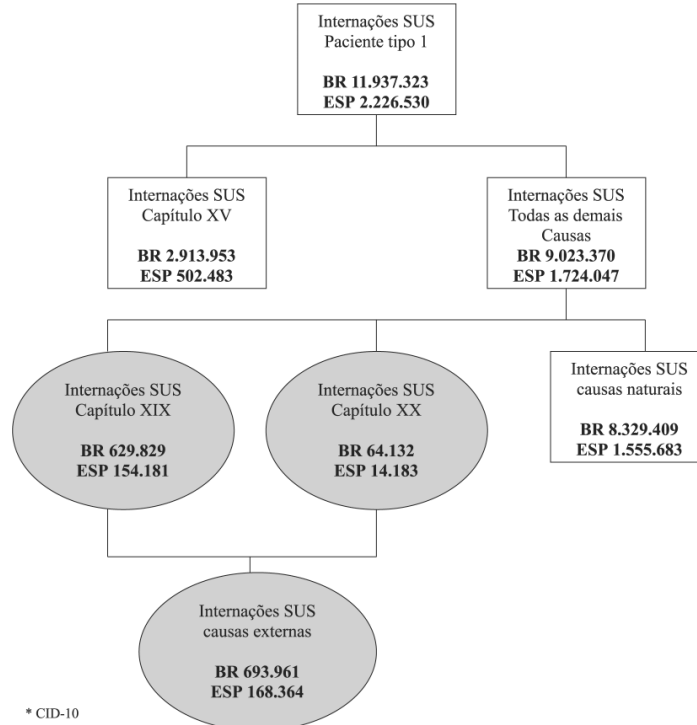 Internações SUS
Paciente tipo 1
BR 11.937.323
ESP 2.226.530
Internações SUS
Capítulo XV
BR 2.913.953
ESP 502.483
Internações SUS
Todas as demais
Causas
BR 9.023.370
ESP 1.724.047
Internações SUS
Capítulo XIX
BR 629.829
ESP 154.181
Internações SUS
Capítulo XX
BR 64.132
ESP 14.183
Internações SUS
causas naturais
BR 8.329.409
ESP 1.555.683
Internações SUS
causas externas
BR 693.961
ESP 168.364
* CID-10